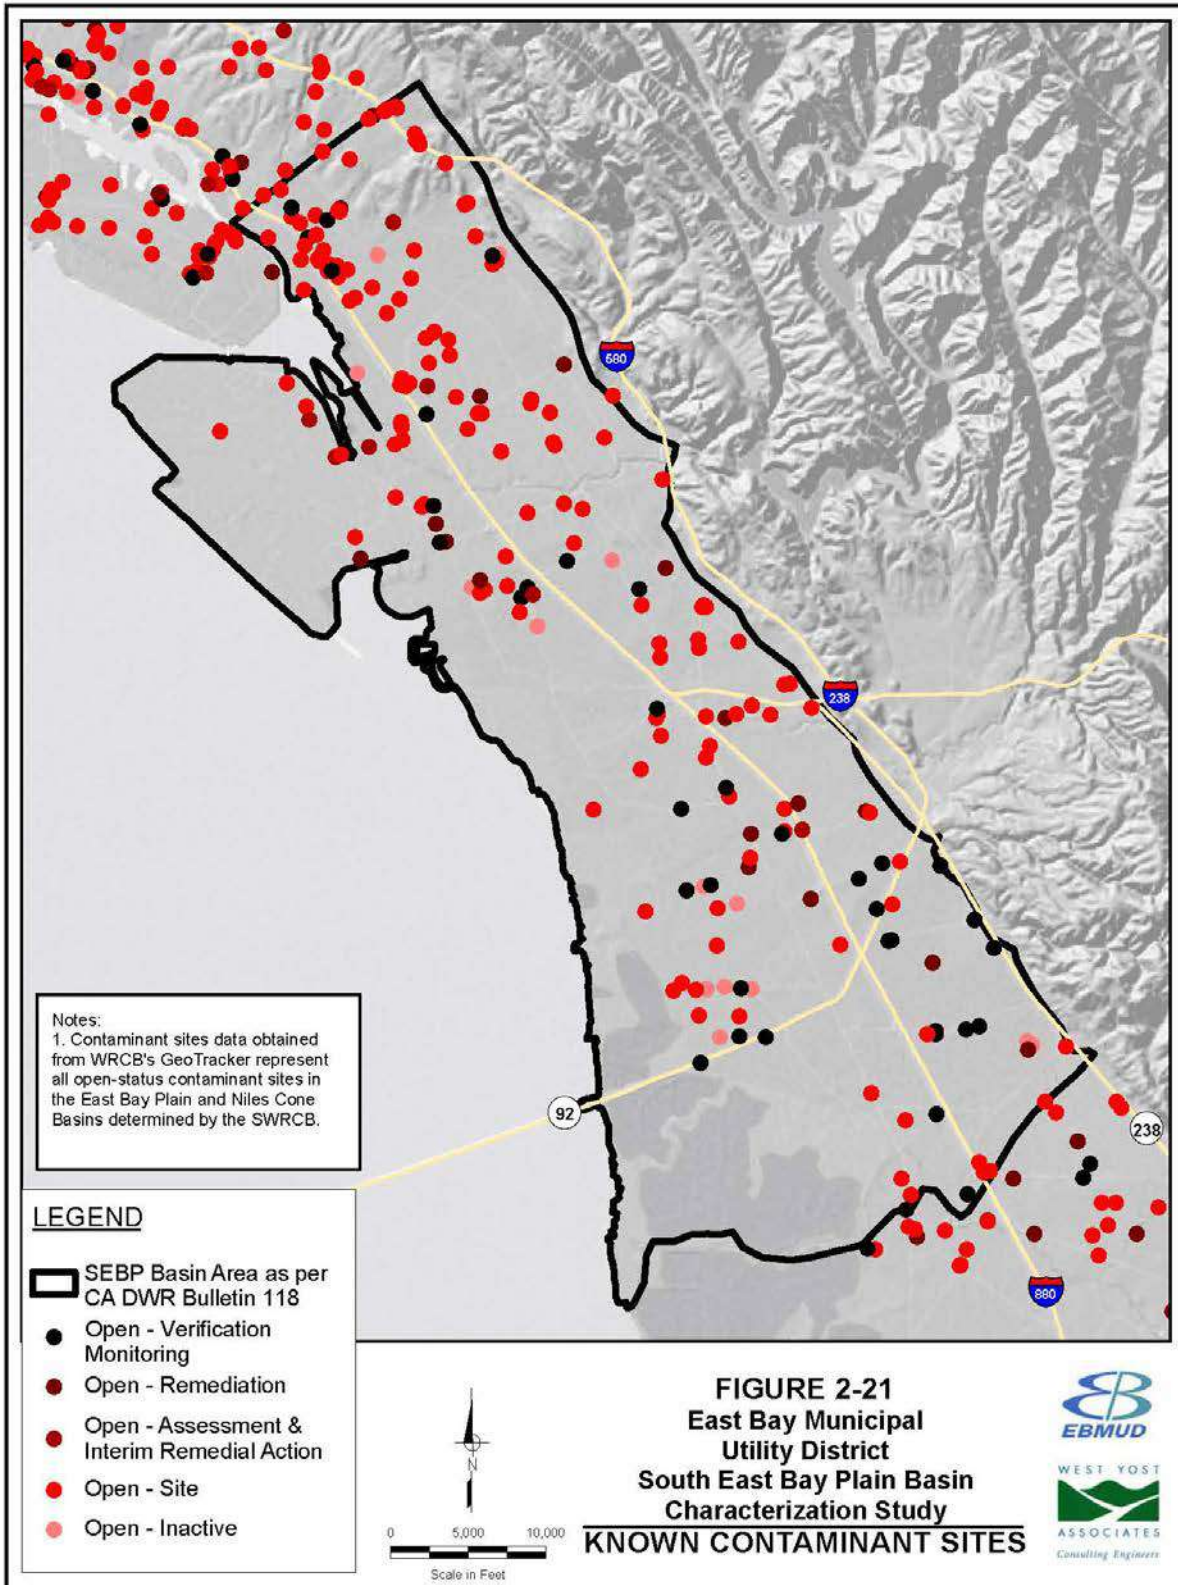 580
238
Notes:
1. Contaminant sites data obtained
from WRCB's GeoTracker represent
all open-status contaminant sites in
the East Bay Plain and Niles Cone
Basins determined by the SWRCB.
92
238
880
LEGEND
SEBP Basin Area as per
CA DWR Bulletin 118
Open - Verification
Monitoring
Open - Remediation
Open - Assessment &
Interim Remedial Action
Open - Site
Open - Inactive
N
0 5,000 10,000
Scale in Feet
FIGURE 2-21
East Bay Municipal
Utility District
South East Bay Plain Basin
Characterization Study
KNOWN CONTAMINANT SITES
EBMUD
WEST YOST
ASSOCIATES
Consulting Engineers